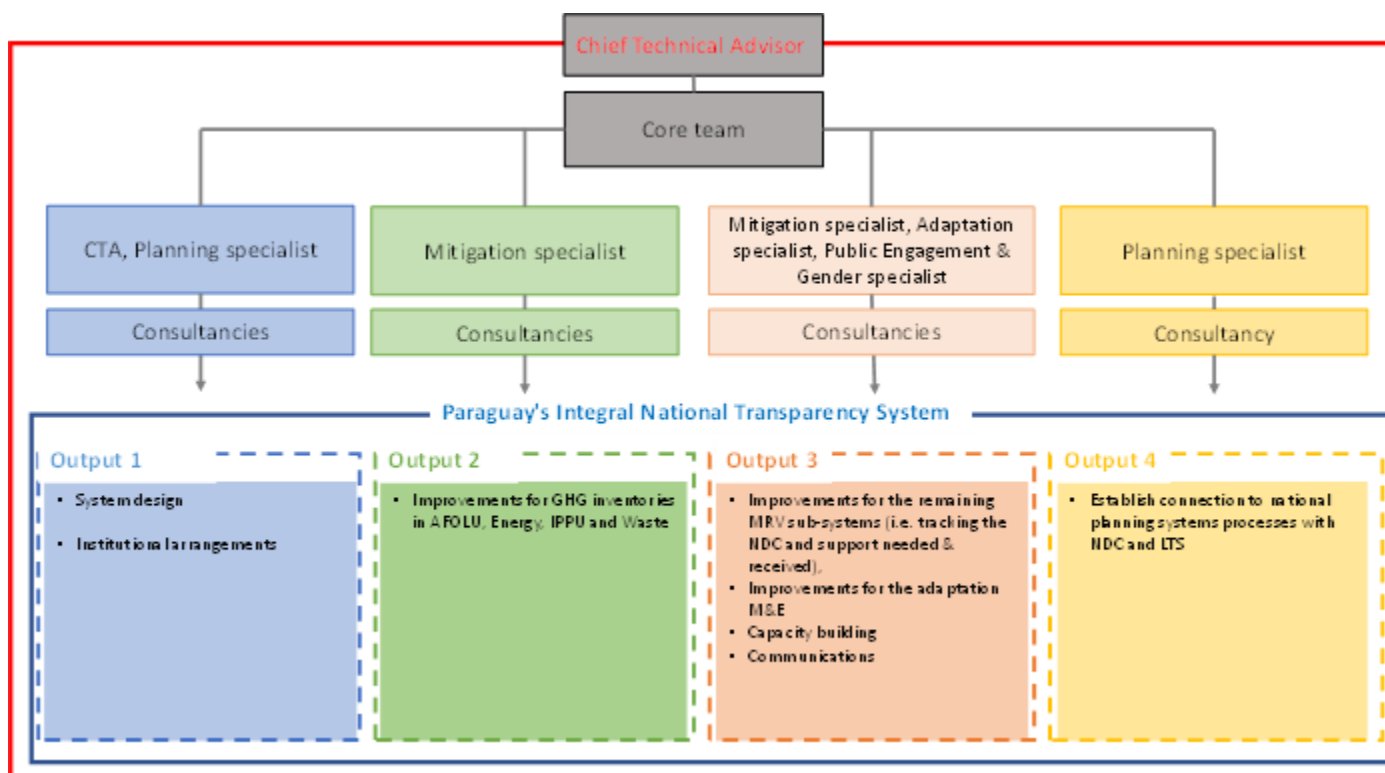 Chief Technical Advisor
Core team
CTA, Planning specialist
Mitigation specialist
Mitigation specialist, Adaptation
specialist, Public Engagement &
Gender specialist
Planning specialist
Consultancies
Consultancies
Consultancies
Consultancy
Paraguay's Integral National Transparency System
Output 1
• System design
• Institutional arrangements
Output 2
• Improvements for GHG inventories
in AFOLU, Energy, IPPU and Waste
Output 3
• Improvements for the remaining
MRV sub-systems (i.e. tracking the
NDC and support needed &
received),
• Improvements for the adaptation
M&E
• Capacity building
• Communications
Output 4
• Establish connection to national
planning systems processes with
NDC and LTS